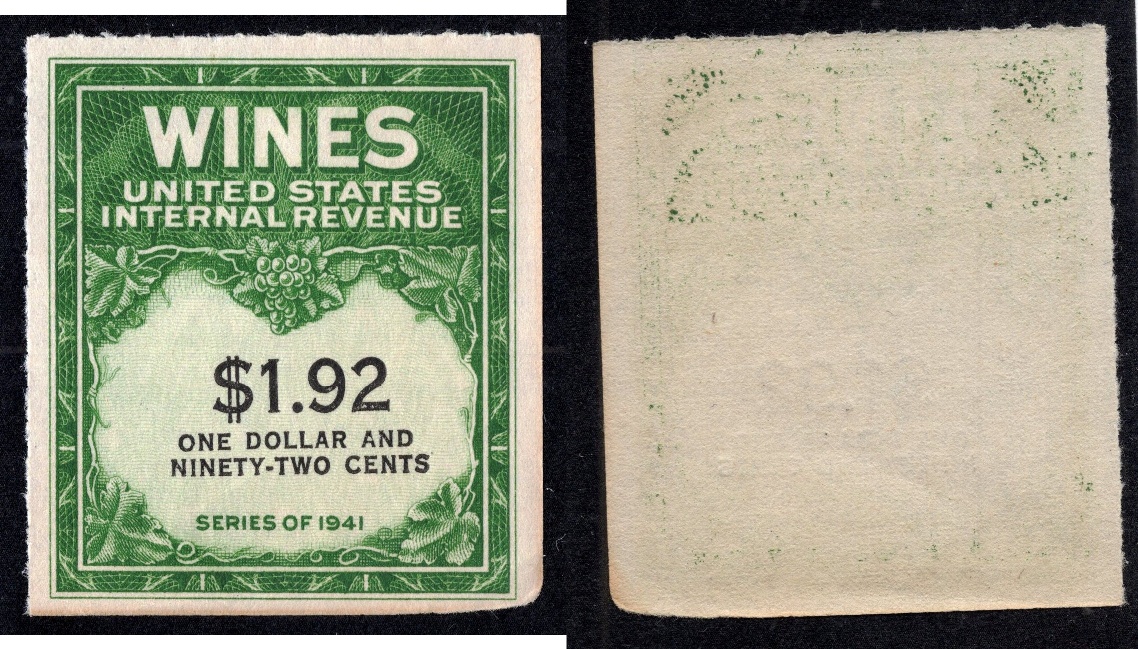 WINES
UNITED STATES
INTERNAL REVENUE
$1.92
ONE DOLLAR AND
NINETY-TWO CENTS
SERIES OF 1941